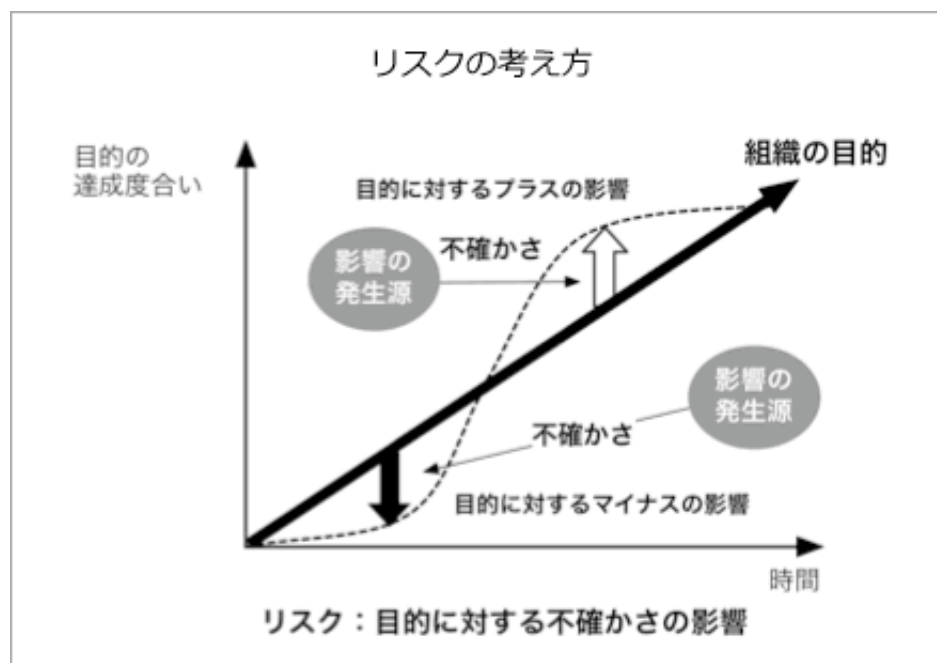 リスクの考え方
目的の
達成度合い
組織の目的
目的に対するプラスの影響
不確かさ
影響の
発生源
影響の
発生源
不確かさ
目的に対するマイナスの影響
時間
リスク：目的に対する不確かさの影響